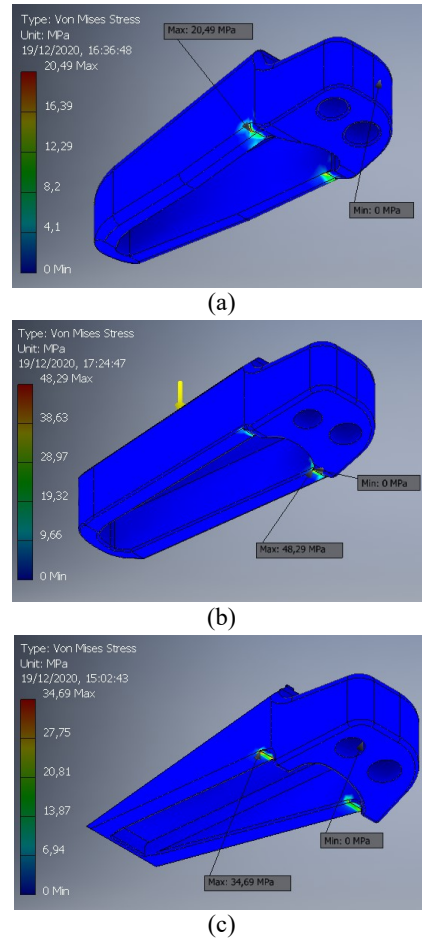 Type: Von Mises Stress
Unit: MPa
19/12/2020, 16:36:48
20,49 Max
16,39
12,29
8,2
4,1
0 Min
Max: 20,49 MPa
Min: 0 MPa
(a)
Type: Von Mises Stress
Unit: MPa
19/12/2020, 17:24:47
48,29 Max
38,63
28,97
19,32
9,66
0 Min
Min: 0 MPa
Max: 48,29 MPa
(b)
Type: Von Mises Stress
Unit: MPa
19/12/2020, 15:02:43
34,69 Max
27,75
20,81
13,87
6,94
0 Min
Min: 0 MPa
Max: 34,69 MPa
(c)